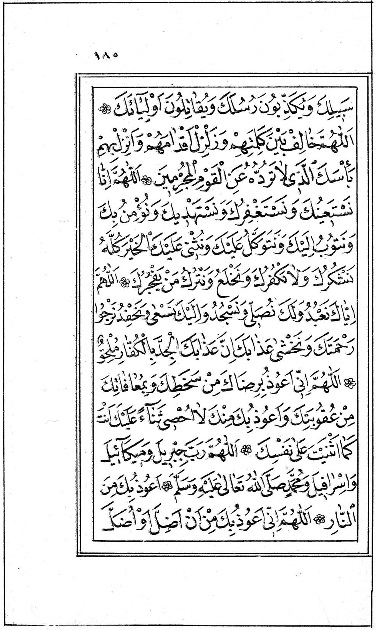 ١٨٥
سَبِيلِكَ وَيُكَذِّبُونَ رُسُلَكَ وَيُقَاتِلُونَ اَوْلِيَائَكَ ❁
اَللّٰهُمَّ خَالِفْ بَيْنَ كَلِمَتِهِمْ وَزَلْزِلْ اَقْدَامَهُمْ وَاَنْزِلْ بِهِمْ
بَأْسَكَ الَّذِى لَا تَرُدُّهُ عَنِ الْقَوْمِ الْمُجْرِمِينَ ❁ اَللّٰهُمَّ اِنَّا
نَسْتَعِينُكَ وَنَسْتَغْفِرُكَ وَنَسْتَهْدِيكَ وَنُؤْمِنُ بِكَ
وَنَتُوبُ اِلَيْكَ وَنَتَوَكَّلُ عَلَيْكَ وَنُثْنِى عَلَيْكَ الْخَيْرَ كُلَّهُ
نَشْكُرُكَ وَلَا نَكْفُرُكَ وَنَخْلَعُ وَنَتْرُكُ مَنْ يَفْجُرُكَ ❁ اَللّٰهُمَّ
اِيَّاكَ نَعْبُدُ وَلَكَ نُصَلِّى وَنَسْجُدُ وَاِلَيْكَ نَسْعٰى وَنَحْفِدُ نَرْجُوا
رَحْمَتَكَ وَنَخْشٰى عَذَابَكَ اِنَّ عَذَابَكَ الْجِدَّ بِالْكُفَّارِ مُلْحِقٌ
❁ اَللّٰهُمَّ اِنِّى اَعُوذُ بِرِضَاكَ مِنْ سَخَطِكَ وَبِمُعَافَاتِكَ
مِنْ عُقُوبَتِكَ وَاَعُوذُ بِكَ مِنْكَ لَا اُحْصِى ثَنَاءً عَلَيْكَ اَنْتَ
كَمَا اَثْنَيْتَ عَلٰى نَفْسِكَ ❁ اَللّٰهُمَّ رَبَّ جِبْرِيلَ وَمِيكَائِيلَ
وَاِسْرَافِيلَ وَمُحَمَّدٍ صَلَّى اللّٰهُ تَعَالٰى عَلَيْهِ وَسَلَّمَ ❁ اَعُوذُ بِكَ مِنَ
النَّارِ ❁ اَللّٰهُمَّ اِنِّى اَعُوذُ بِكَ مِنْ اَنْ اَضِلَّ اَوْ اُضَلَّ